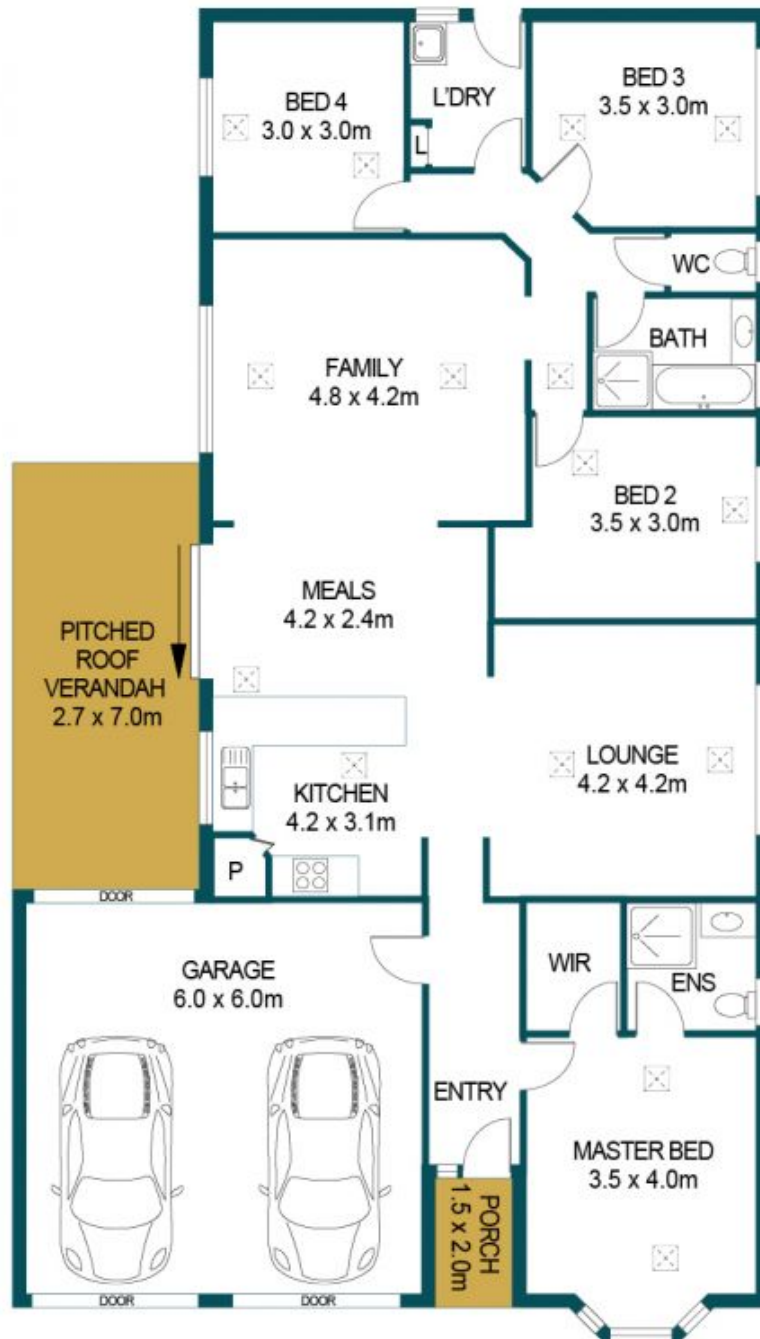 BED 4
3.0 x 3.0m
L'DRY
L
BED 3
3.5 x 3.0m
WC
BATH
FAMILY
4.8 x 4.2m
BED 2
3.5 x 3.0m
MEALS
4.2 x 2.4m
PITCHED
ROOF
VERANDAH
2.7 x 7.0m
LOUNGE
4.2 x 4.2m
KITCHEN
4.2 x 3.1m
P
DOOR
GARAGE
6.0 x 6.0m
WIR
ENS
ENTRY
MASTER BED
3.5 x 4.0m
PORCH
1.5 x 2.0m
DOOR
DOOR